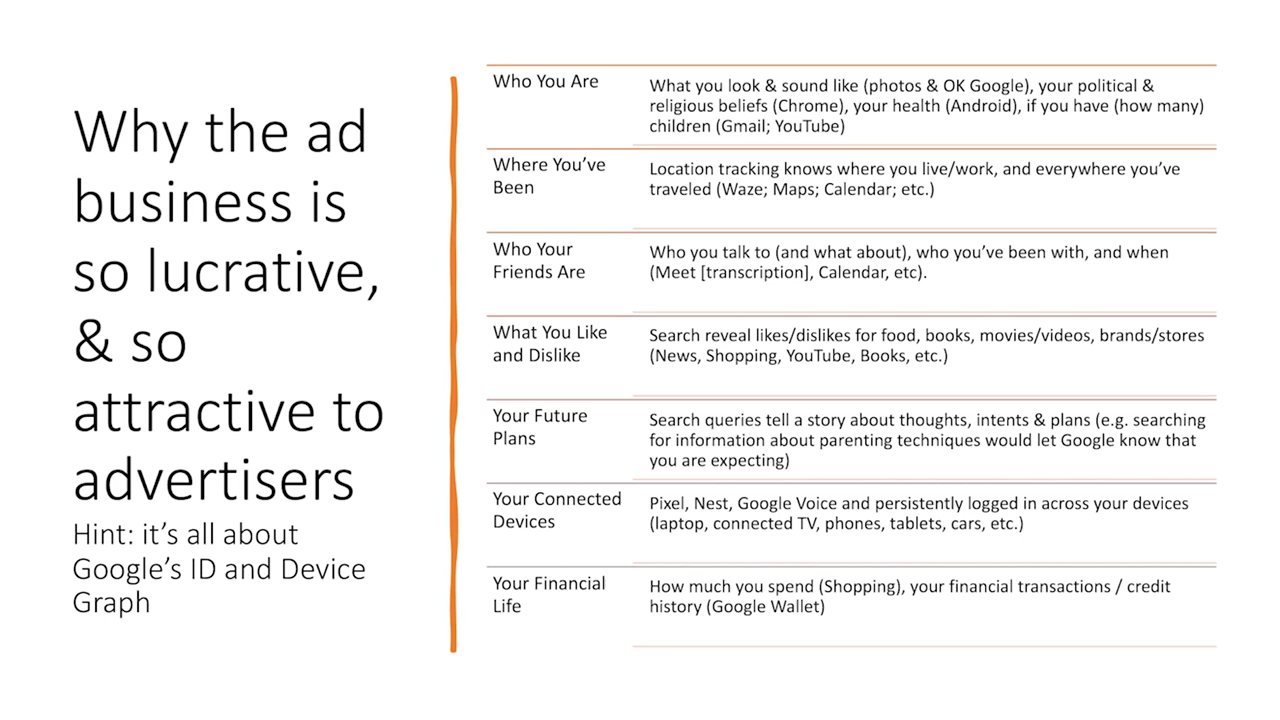 Why the ad
business is
so lucrative,
& so
attractive to
advertisers
Hint: it's all about
Google's ID and Device
Graph
Who You Are
What you look & sound like (photos & OK Google), your political &
religious beliefs (Chrome), your health (Android), if you have (how many)
children (Gmail; YouTube)
Where You've
Been
Location tracking knows where you live/work, and everywhere you've
traveled (Waze; Maps; Calendar; etc.)
Who Your
Friends Are
Who you talk to (and what about), who you've been with, and when
(Meet [transcription], Calendar, etc).
What You Like
and Dislike
Search reveal likes/dislikes for food, books, movies/videos, brands/stores
(News, Shopping, YouTube, Books, etc.)
Your Future
Plans
Search queries tell a story about thoughts, intents & plans (e.g. searching
for information about parenting techniques would let Google know that
you are expecting)
Your Connected
Devices
Pixel, Nest, Google Voice and persistently logged in across your devices
(laptop, connected TV, phones, tablets, cars, etc.)
Your Financial
Life
How much you spend (Shopping), your financial transactions / credit
history (Google Wallet)